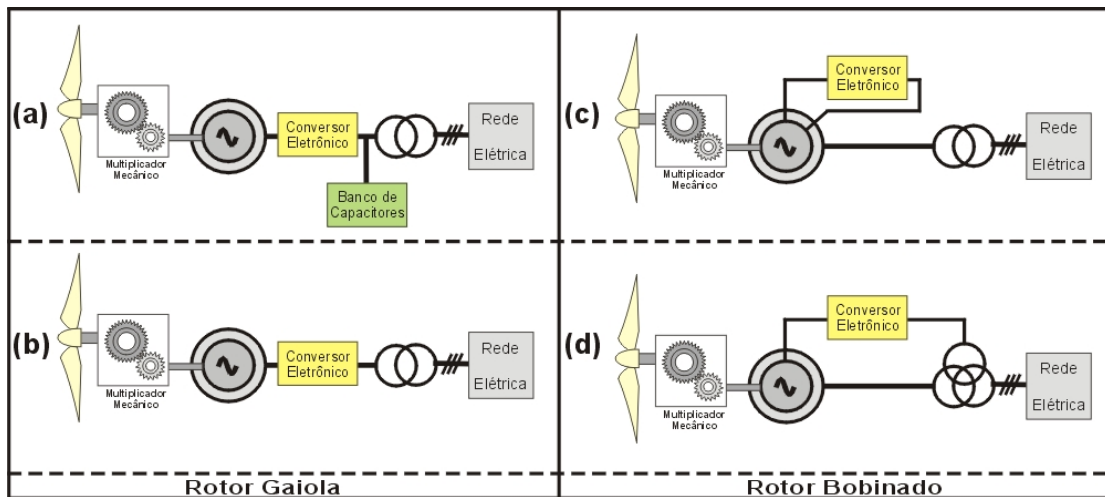 (a)
Multiplicador
Mecânico
Conversor
Eletrônico
Banco de
Capacitores
Rede
Elétrica
(b)
Multiplicador
Mecânico
Conversor
Eletrônico
Rede
Elétrica
Rotor Gaiola
(c)
Multiplicador
Mecânico
Conversor
Eletrônico
Rede
Elétrica
(d)
Multiplicador
Mecânico
Conversor
Eletrônico
Rede
Elétrica
Rotor Bobinado